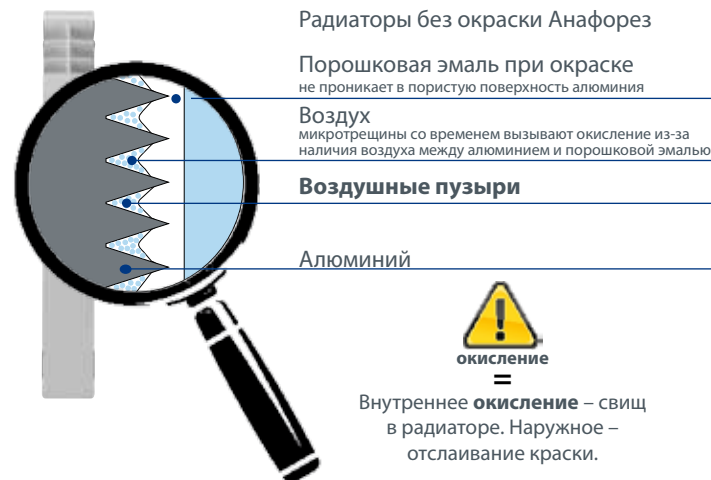 Радиаторы без окраски Анафорез
Порошковая эмаль при окраске
не проникает в пористую поверхность алюминия
Воздух
микротрещины со временем вызывают окисление из-за
наличия воздуха между алюминием и порошковой эмалью
Воздушные пузыри
Алюминий
окисление
=
Внутреннее окисление – свищ
в радиаторе. Наружное –
отслаивание краски.